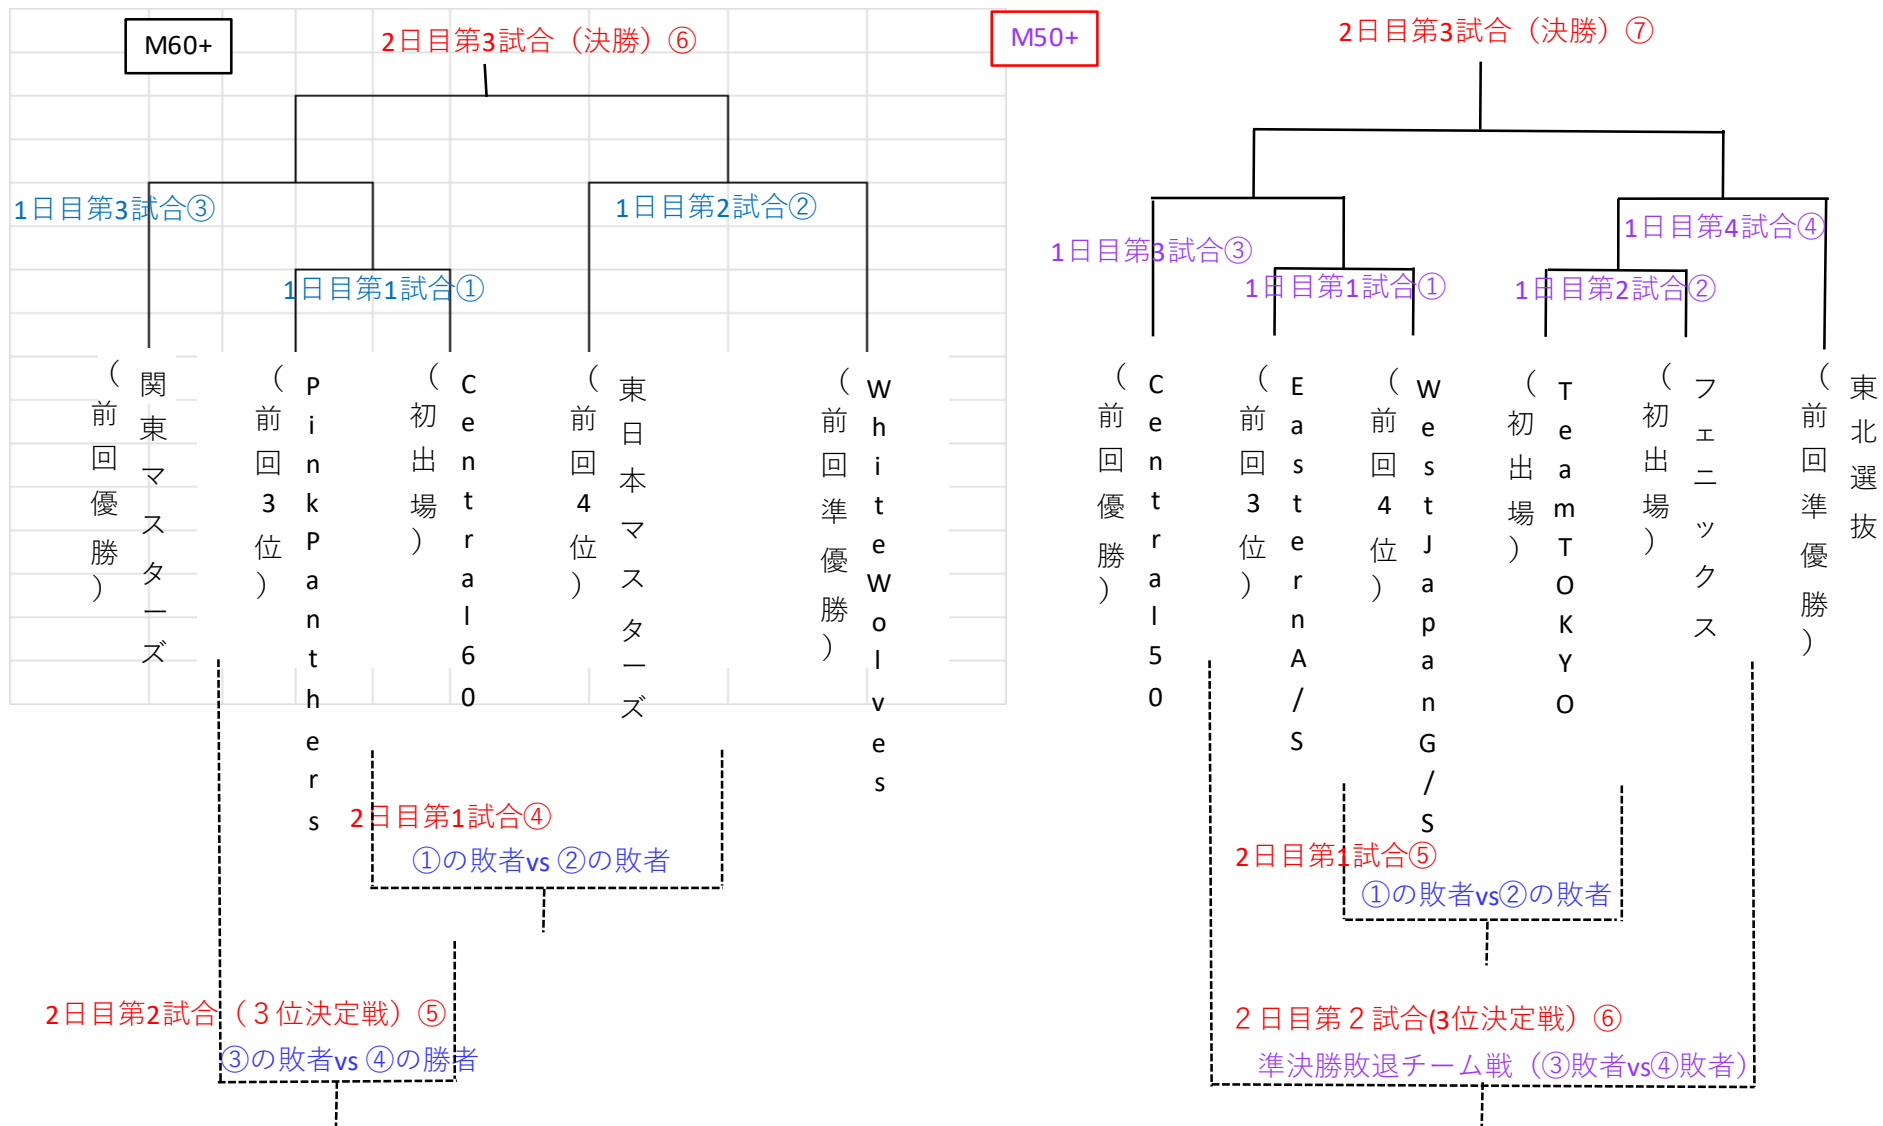 M60+
2日目第3試合（決勝）⑥
1日目第3試合③
1日目第2試合②
1日目第1試合①
関東マスターズ
（前回優勝）
PinkPanthers
（前回3位）
Central60
（初出場）
東日本マスターズ
（前回4位）
WhiteWolves
（前回準優勝）
2日目第1試合④
①の敗者vs ②の敗者
2日目第2試合（３位決定戦）⑤
③の敗者vs ④の勝者
M50+
2日目第3試合（決勝）⑦
1日目第3試合③
1日目第4試合④
1日目第1試合①
1日目第2試合②
Central50
（前回優勝）
EasternA/S
（前回3位）
WestJapanG/S
（前回4位）
TeamTOKYO
（初出場）
フェニックス
（初出場）
東北選抜
（前回準優勝）
2日目第1試合⑤
①の敗者vs②の敗者
２日目第２試合(3位決定戦）⑥
準決勝敗退チーム戦（③敗者vs④敗者）